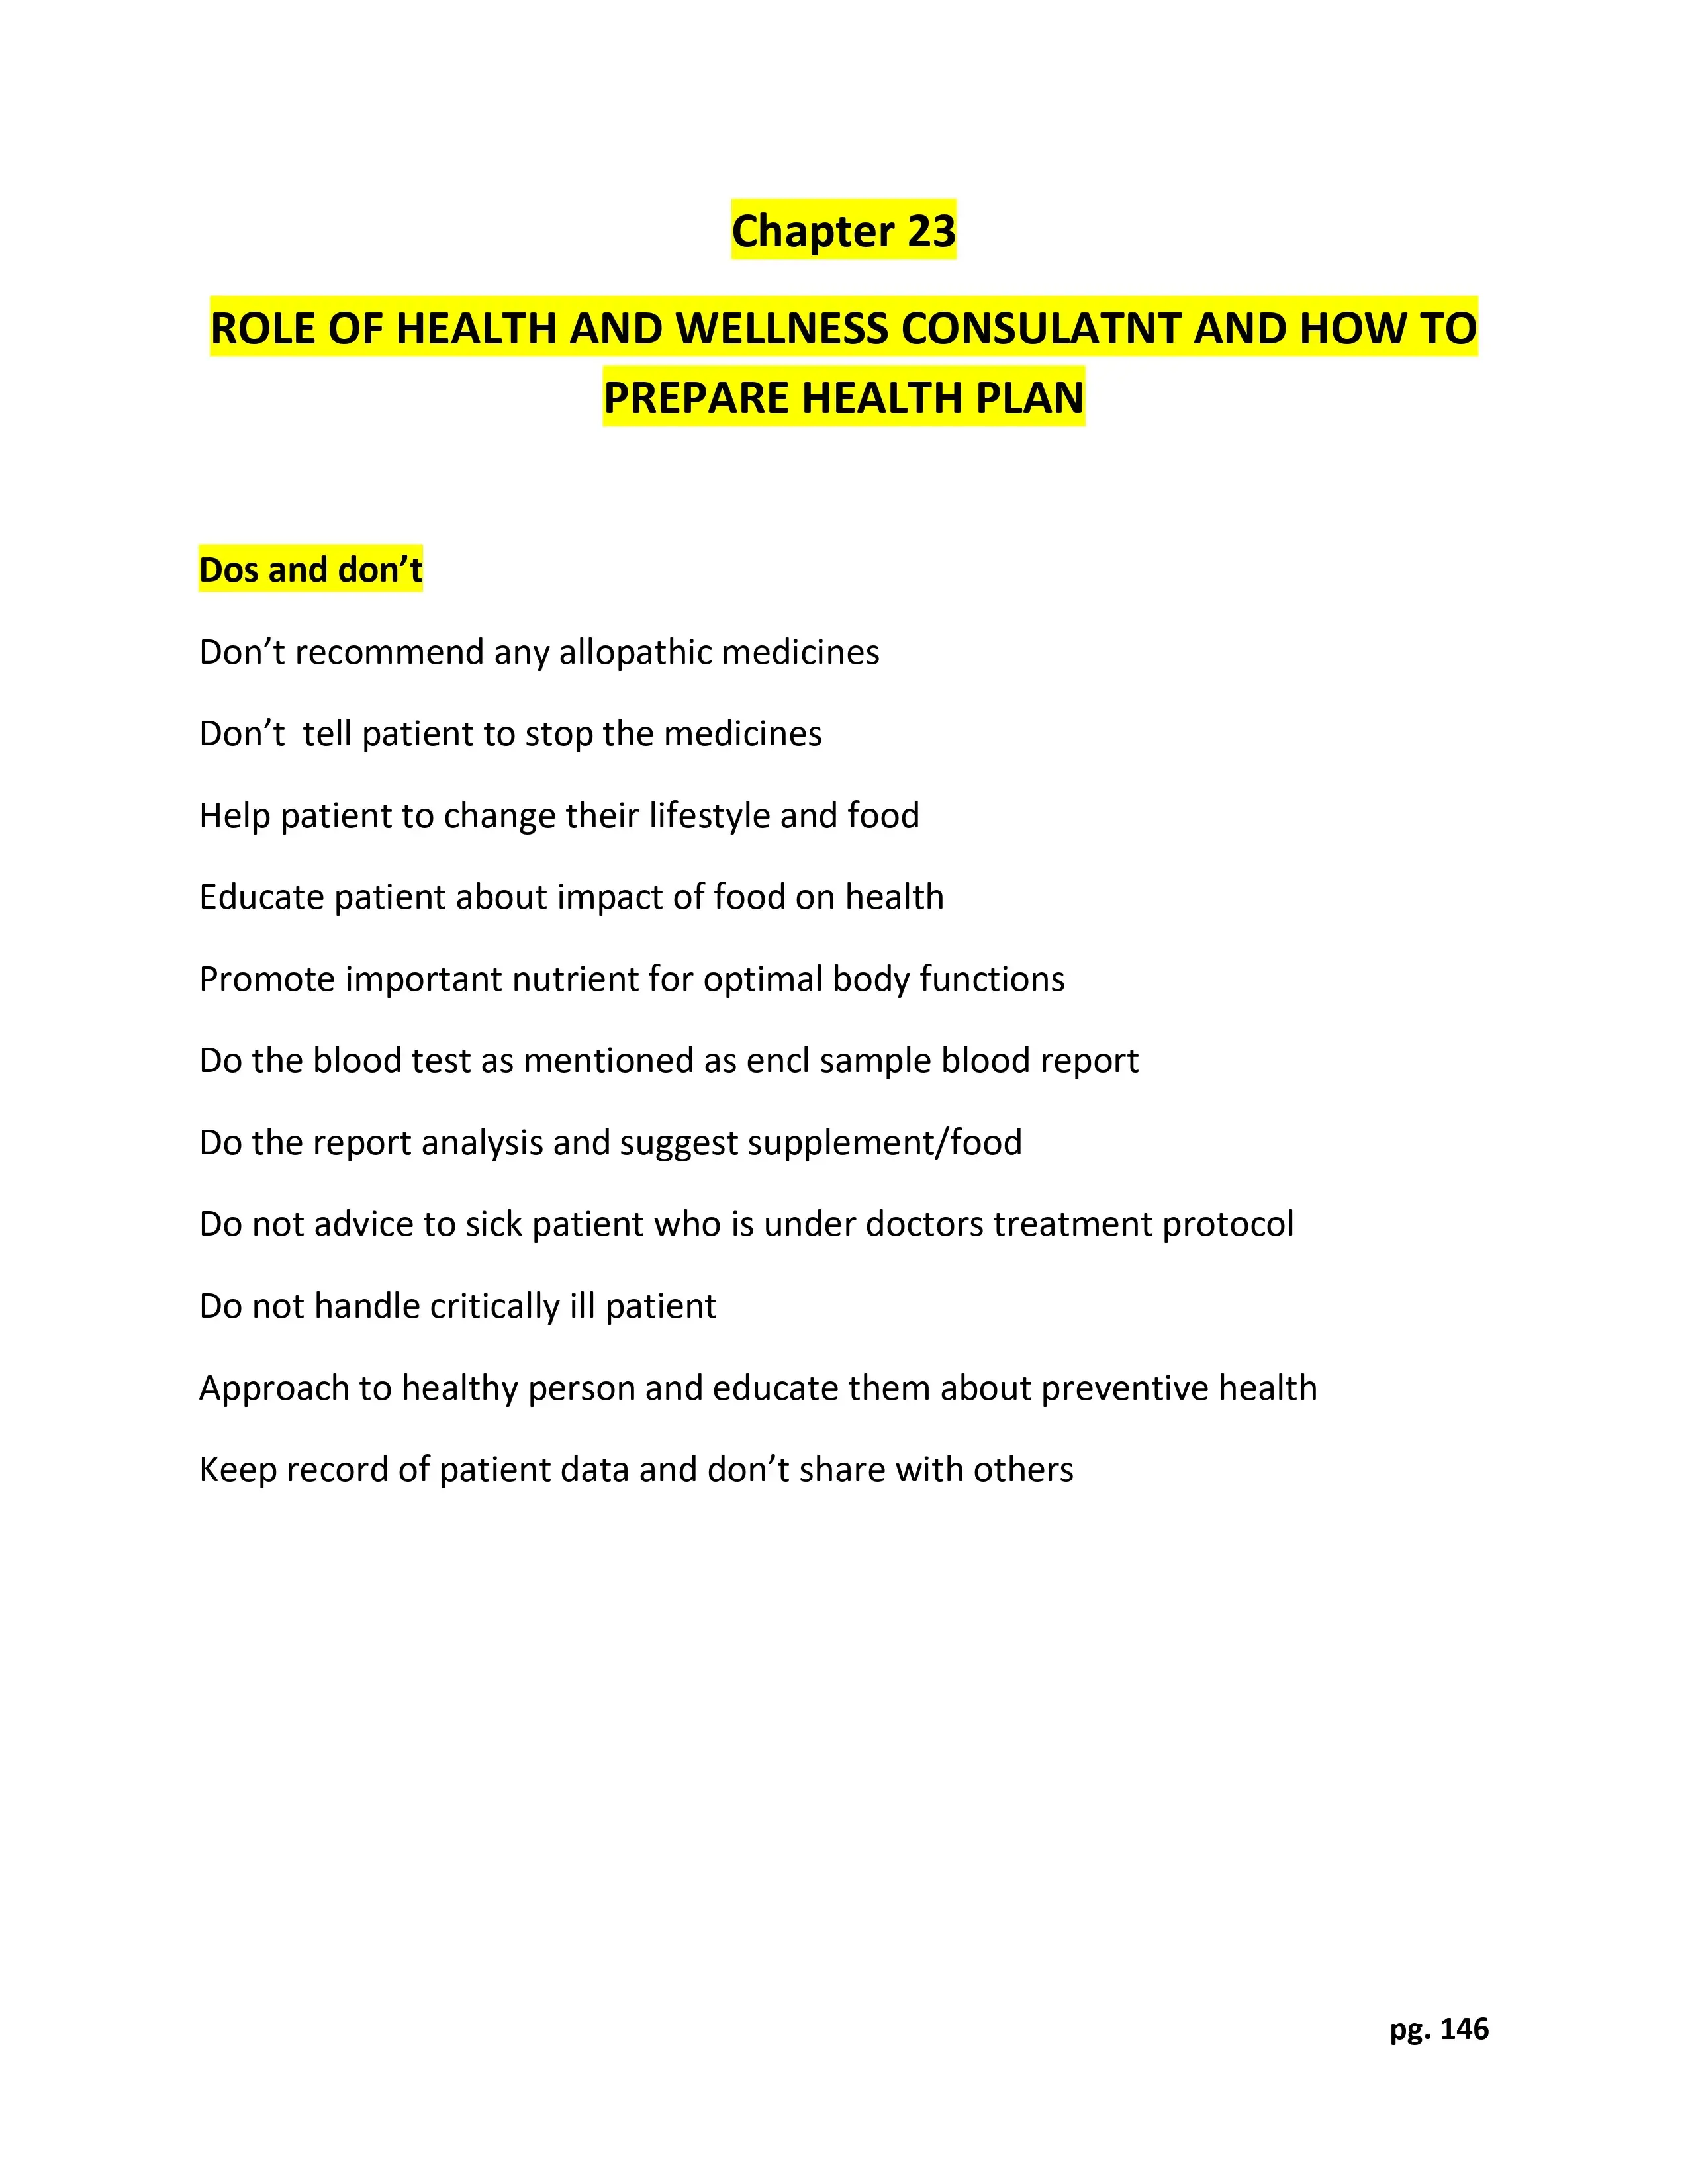 Chapter 23
ROLE OF HEALTH AND WELLNESS CONSULATNT AND HOW TO
PREPARE HEALTH PLAN
Dos and don’t
Don’t recommend any allopathic medicines
Don’t  tell patient to stop the medicines
Help patient to change their lifestyle and food
Educate patient about impact of food on health
Promote important nutrient for optimal body functions
Do the blood test as mentioned as encl sample blood report
Do the report analysis and suggest supplement/food
Do not advice to sick patient who is under doctors treatment protocol
Do not handle critically ill patient
Approach to healthy person and educate them about preventive health
Keep record of patient data and don’t share with others
pg. 146